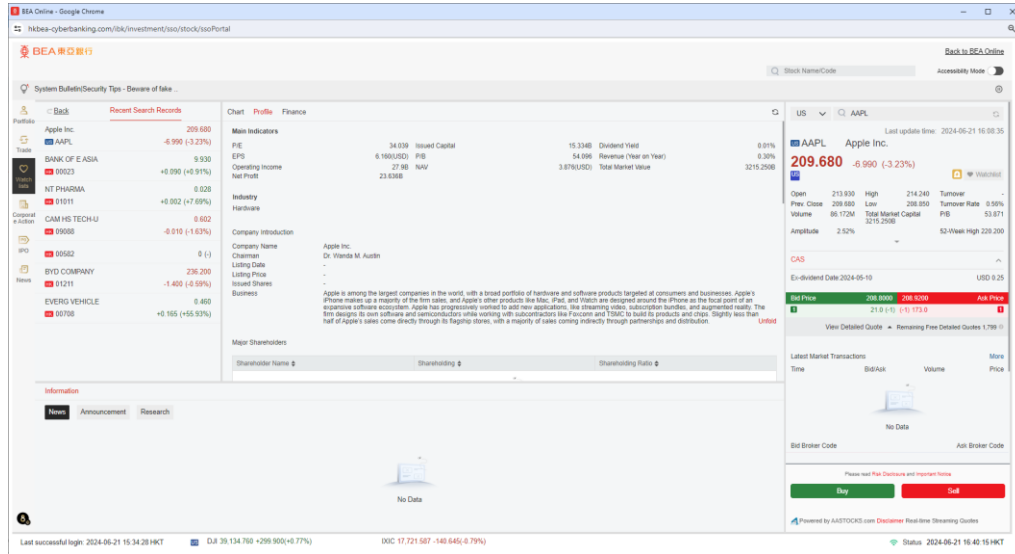 BEA Online - Google Chrome
hkbea-cyberbanking.com/ibk/investment/sso/stock/ssoPortal
BEA東亞銀行
Back to BEA Online
Stock Name/Code
Accessibility Mode
System Bulletin|Security Tips - Beware of fake ...
Portfolio
Trade
Watch Lists
Corporate Action
IPO
News
Back
Recent Search Records
Apple Inc. 209.680
US AAPL -6.990 (-3.23%)
BANK OF E ASIA 9.930
00023 +0.090 (+0.91%)
NT PHARMA 0.028
01011 +0.002 (+7.69%)
CAM HS TECH-U 0.602
09088 -0.010 (-1.63%)
00582 0 (-)
BYD COMPANY 236.200
01211 -1.400 (-0.59%)
EVERG VEHICLE 0.460
00708 +0.165 (+55.93%)
Chart Profile Finance
Main Indicators
P/E 34.039 Issued Capital 15.334B Dividend Yield 0.01%
EPS 6.160(USD) P/B 54.096 Revenue (Year on Year) 0.30%
Operating Income 27.9B NAV 3.876(USD) Total Market Value 3215.250B
Net Profit 23.636B
Industry
Hardware
Company Introduction
Company Name Apple Inc.
Chairman Dr. Wanda M. Austin
Listing Date -
Listing Price -
Issued Shares -
Business Apple is among the largest companies in the world, with a broad portfolio of hardware and software products targeted at consumers and businesses. Apple's
iPhone makes up a majority of the firm sales, and Apple's other products like Mac, iPad, and Watch are designed around the iPhone as the focal point of an
expansive software ecosystem. Apple has progressively worked to add new applications, like streaming video, subscription bundles, and augmented reality. The
firm designs its own software and semiconductors while working with subcontractors like Foxconn and TSMC to build its products and chips. Slightly less than
half of Apple's sales come directly through its flagship stores, with a majority of sales coming indirectly through partnerships and distribution. Unfold
Major Shareholders
Shareholder Name Shareholding Shareholding Ratio
Information
News Announcement Research
No Data
US AAPL
Last update time: 2024-06-21 16:08:35
US AAPL Apple Inc.
209.680 -6.990 (-3.23%)
US
Watchlist
Open 213.930 High 214.240 Turnover -
Prev. Close 209.680 Low 208.850 Turnover Rate 0.56%
Volume 86.172M Total Market Capital 3215.250B P/B 53.871
Amplitude 2.52% 52-Week High 220.200
CAS
Ex-dividend Date:2024-05-10 USD 0.25
Bid Price 208.8000 208.9200 Ask Price
1 21.0 (-1) (-1) 173.0 1
View Detailed Quote Remaining Free Detailed Quotes 1,799
Latest Market Transactions More
Time Bid/Ask Volume Price
No Data
Bid Broker Code Ask Broker Code
Please read Risk Disclosure and Important Notice
Buy Sell
Powered by AASTOCKS.com Disclaimer Real-time Streaming Quotes
Last successful login: 2024-06-21 15:34:28 HKT
US DJI 39,134.760 +299.900(+0.77%)
IXIC 17,721.587 -140.645(-0.79%)
Status 2024-06-21 16:40:15 HKT